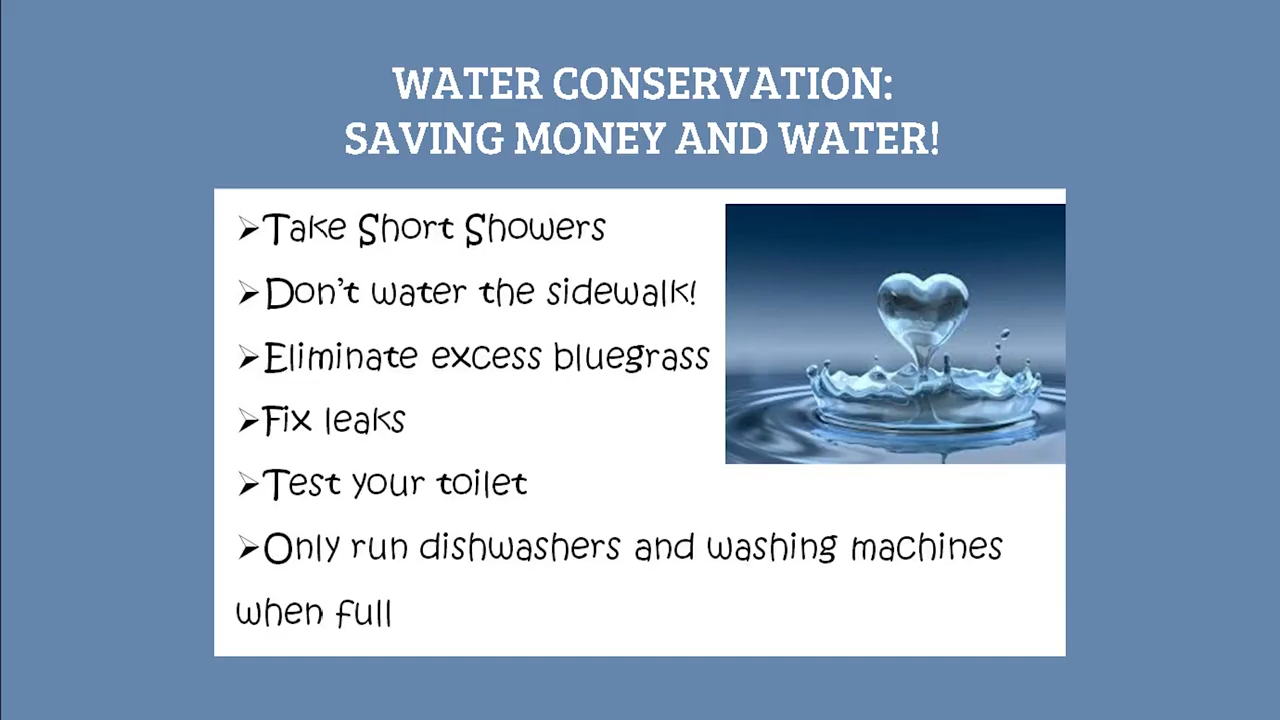 WATER CONSERVATION:
SAVING MONEY AND WATER!
➢Take Short Showers
➢Don't water the sidewalk!
➢Eliminate excess bluegrass
➢Fix leaks
➢Test your toilet
➢Only run dishwashers and washing machines
when full